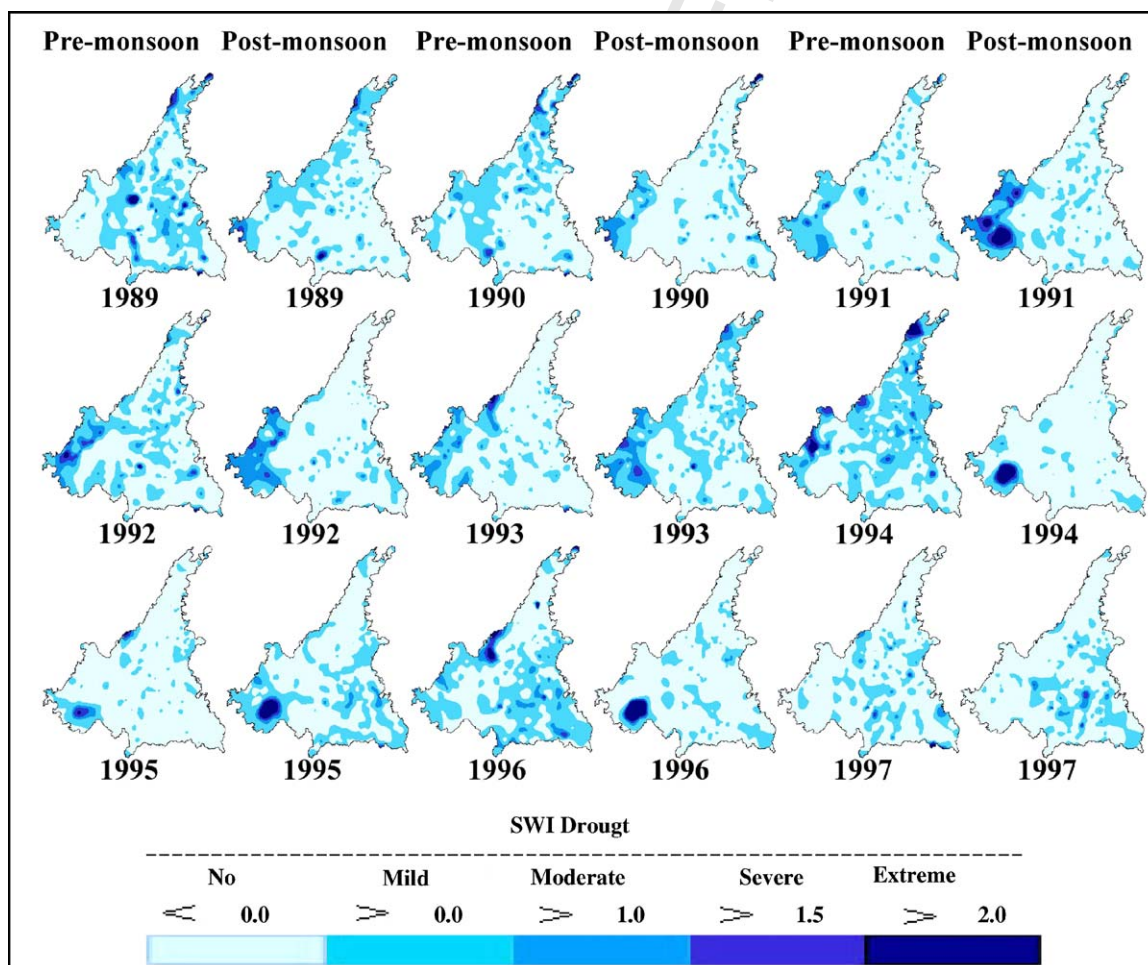 Pre-monsoon Post-monsoon Pre-monsoon Post-monsoon Pre-monsoon Post-monsoon
1989 1989 1990 1990 1991 1991
1992 1992 1993 1993 1994 1994
1995 1995 1996 1996 1997 1997
SWI Drougt
No Mild Moderate Severe Extreme
< 0.0 > 0.0 > 1.0 > 1.5 > 2.0